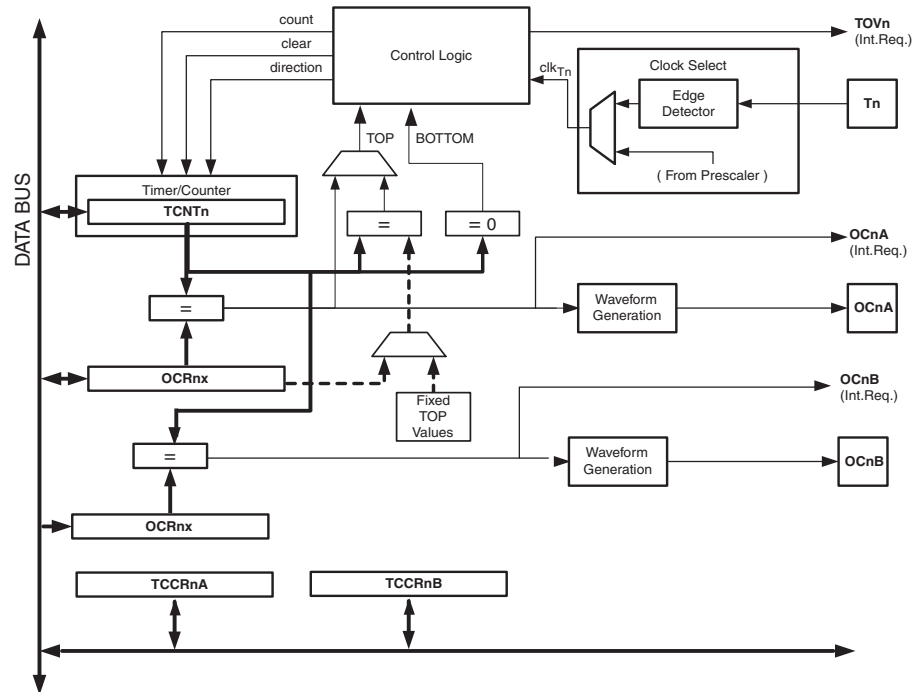 count
clear
direction
Control Logic
TOVn
(Int.Req.)
clkTn
Clock Select
Edge
Detector
Tn
( From Prescaler )
TOP
BOTTOM
DATA BUS
Timer/Counter
TCNTn
=
= 0
OCnA
(Int.Req.)
=
Waveform
Generation
OCnA
OCRnx
Fixed
TOP
Values
OCnB
(Int.Req.)
=
Waveform
Generation
OCnB
OCRnx
TCCRnA
TCCRnB